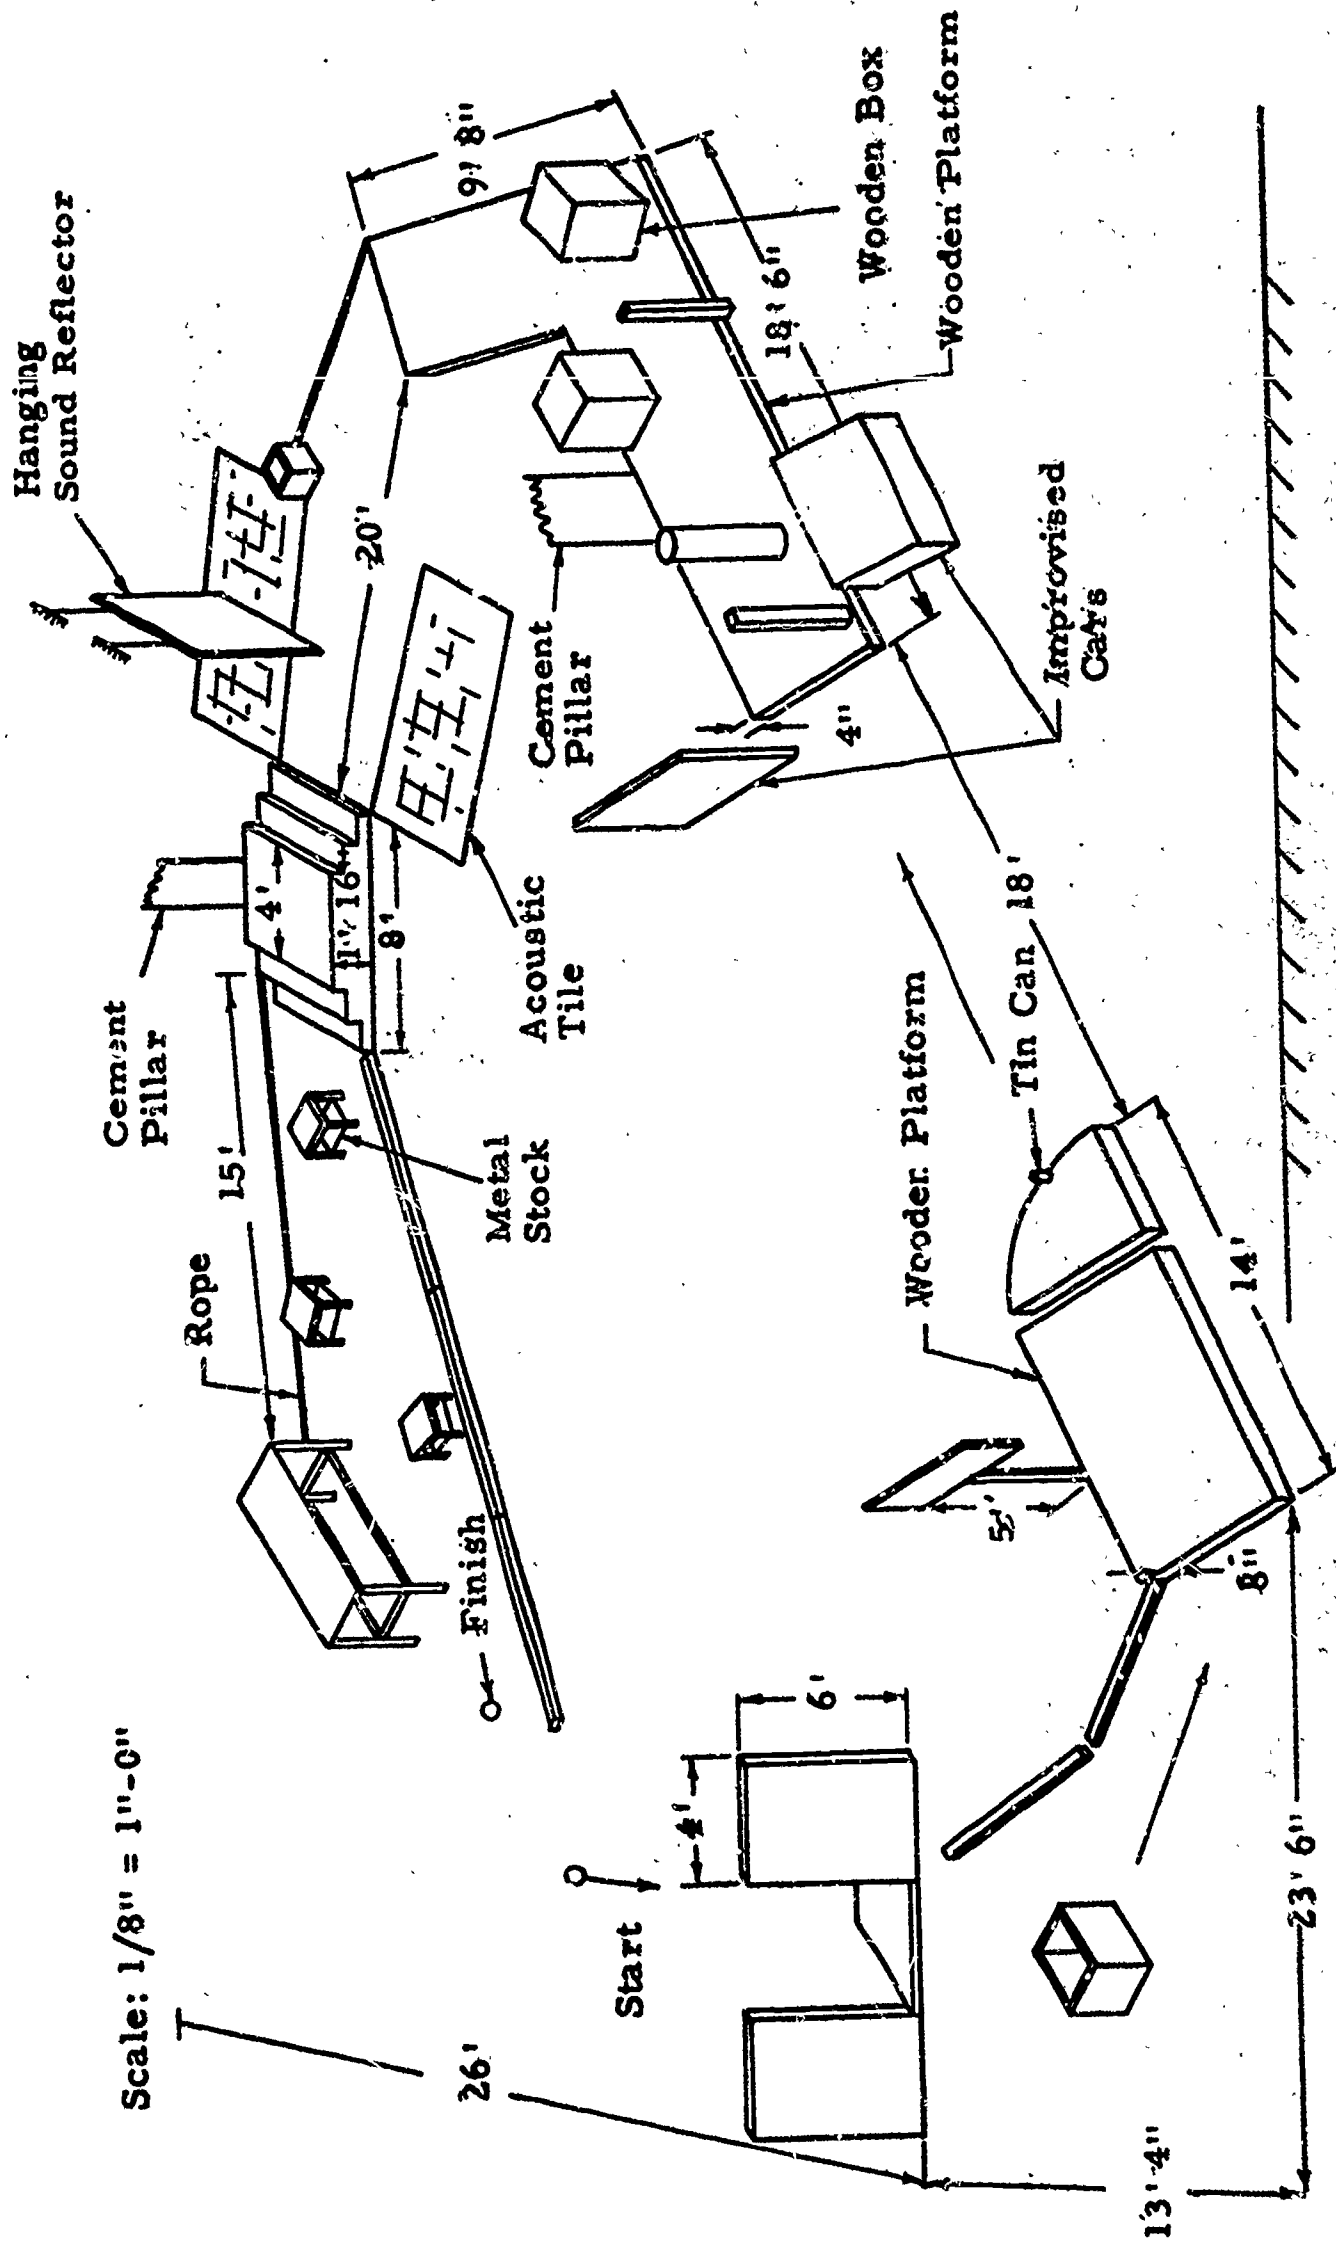 Scale: 1/8" = 1"-0"
Hanging
Sound Reflector
Cement
Pillar
15'
Rope
4'
8'
20"
9' 8"
Acoustic
Tile
Metal
Stock
Finish
Cement
Pillar
4"
18' 6"
Wooden Box
Wooden Platform
Improvised
Cars
18'
Tin Can
Wooden Platform
14'
5'
8"
26'
Start
4'
6'
13' 4"
23' 6"